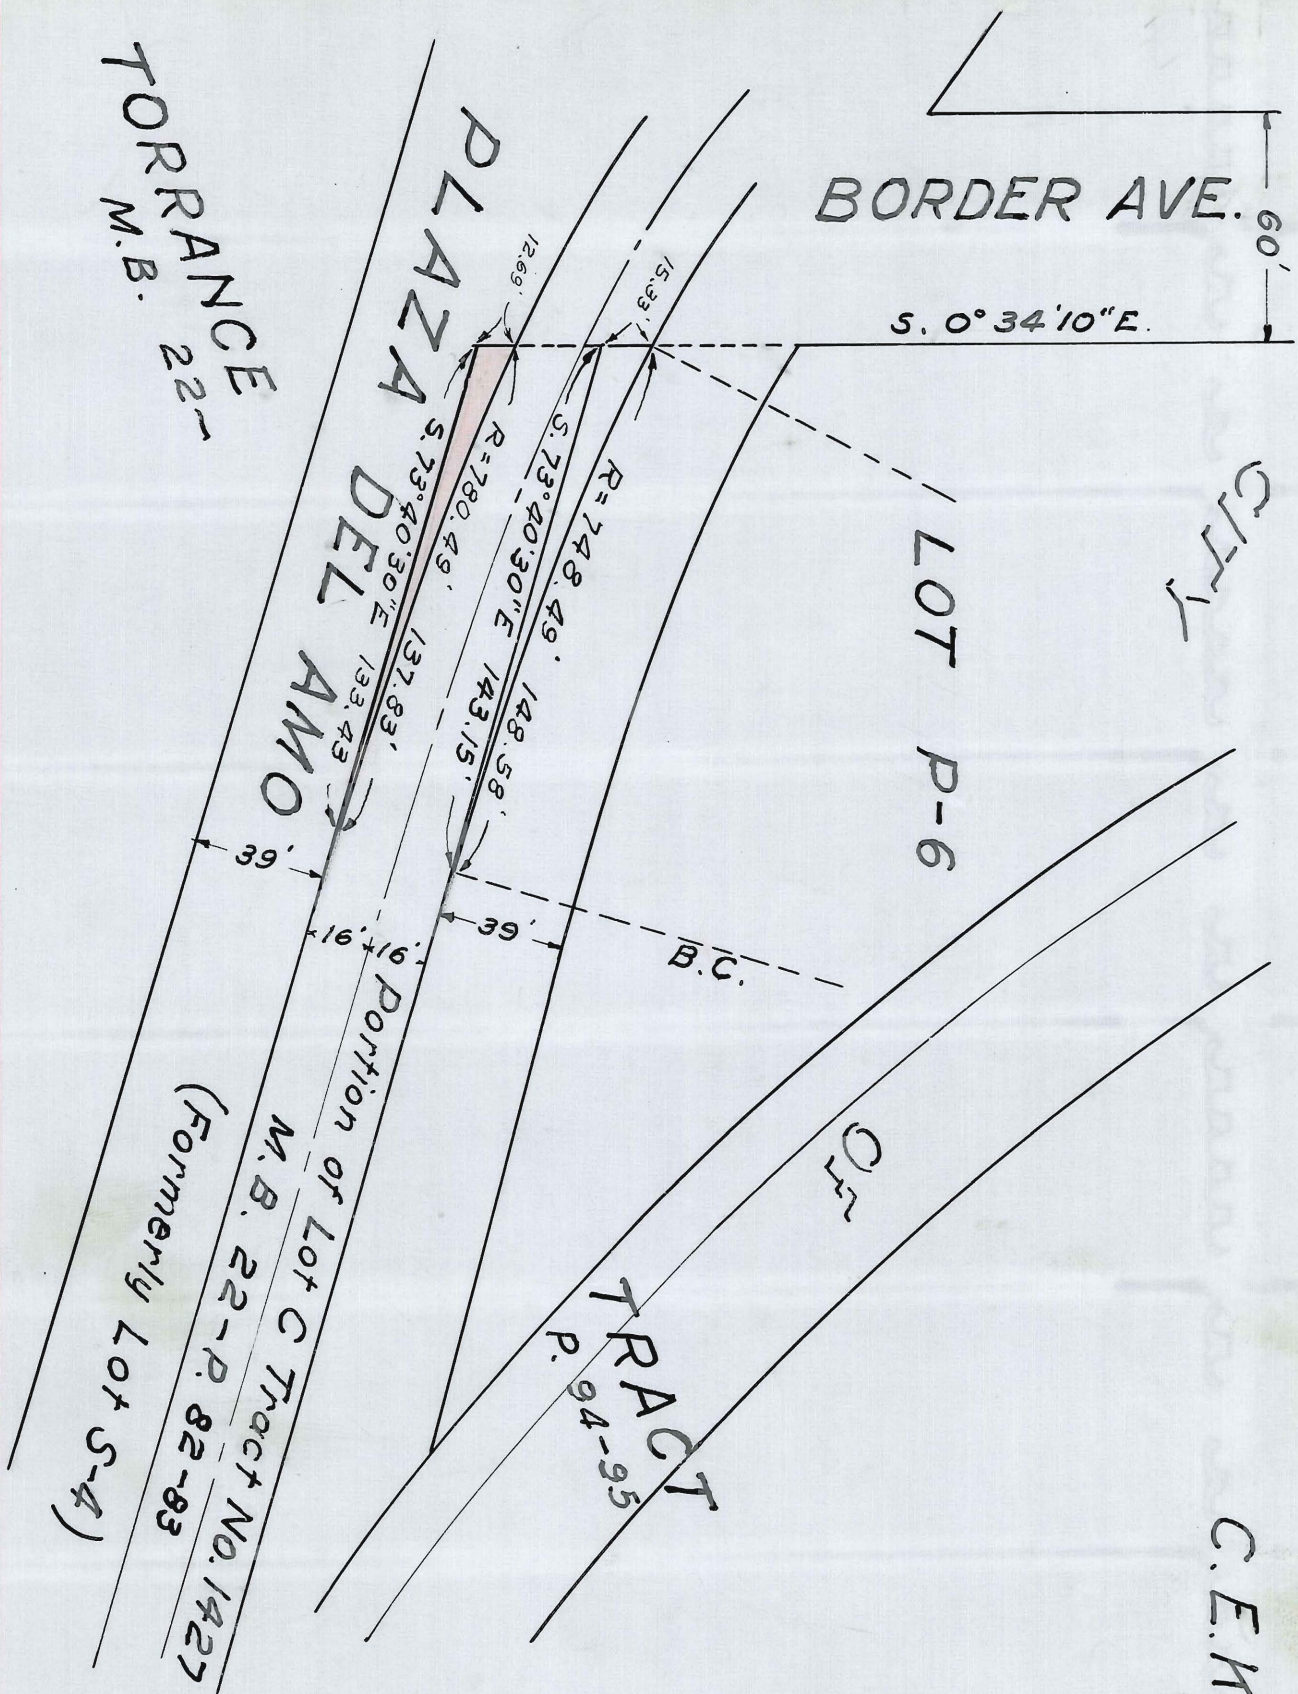 BORDER AVE.
60'
S. 0° 34' 10" E.
15.33'
12.69'
PLAZA DEL AMO
TORRANCE
M.B. 22-
CITY
LOT P-6
R=748.49' 148.58'
S. 73° 40' 30" E 143.15'
R=780.49' 137.83'
S. 73° 40' 30" E 133.43
39'
16' 16'
39'
B.C.
Portion of Lot C Tract No. 1427
M.B. 22-P. 82-83
(Formerly Lot S-4)
TRACT
P. 94-95
C.E.